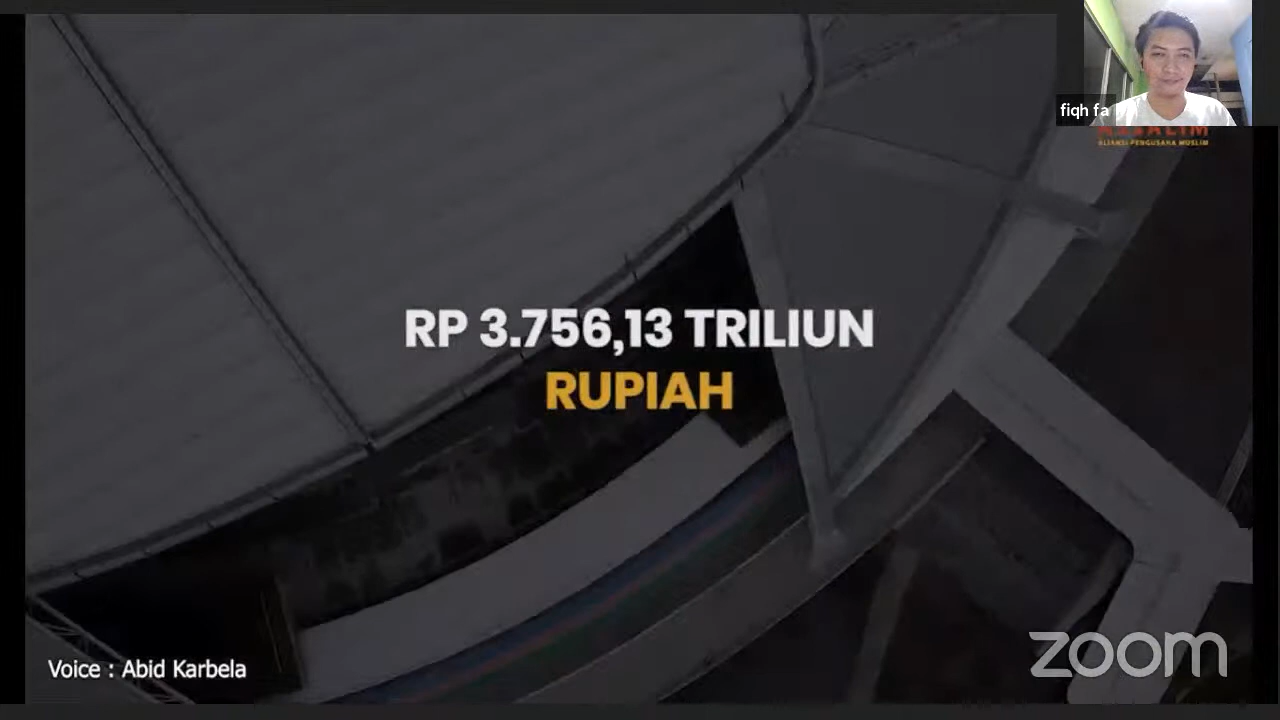 fiqh fa
ALIANSI PENGUSAHA MUSLIM
RP 3.756,13 TRILIUN
RUPIAH
Voice : Abid Karbela
zoom